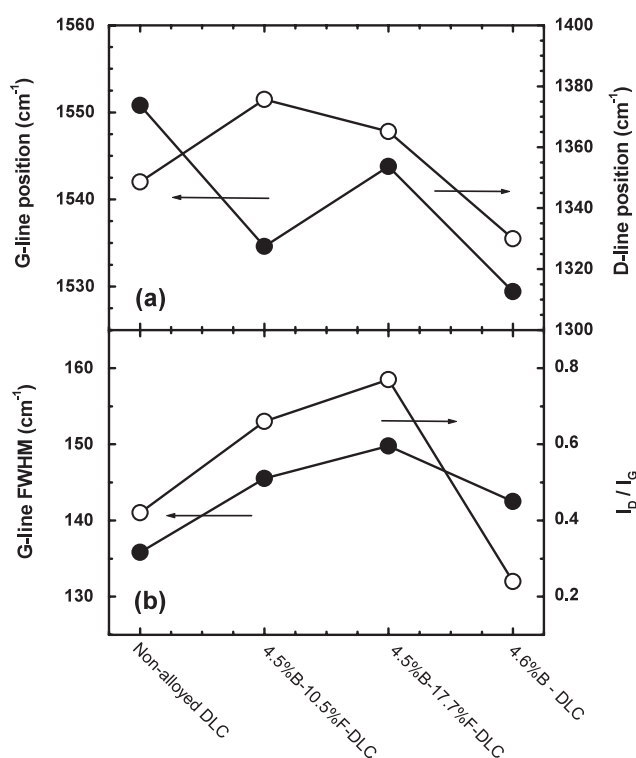 1560
1550
1540
1530
G-line position (cm-1)
(a)
1400
1380
1360
1340
1320
1300
D-line position (cm-1)
160
150
140
130
G-line FWHM (cm-1)
(b)
0.8
0.6
0.4
0.2
ID / IG
Non-alloyed DLC
4.5%B-10.5%F-DLC
4.5%B-17.7%F-DLC
4.6%B - DLC